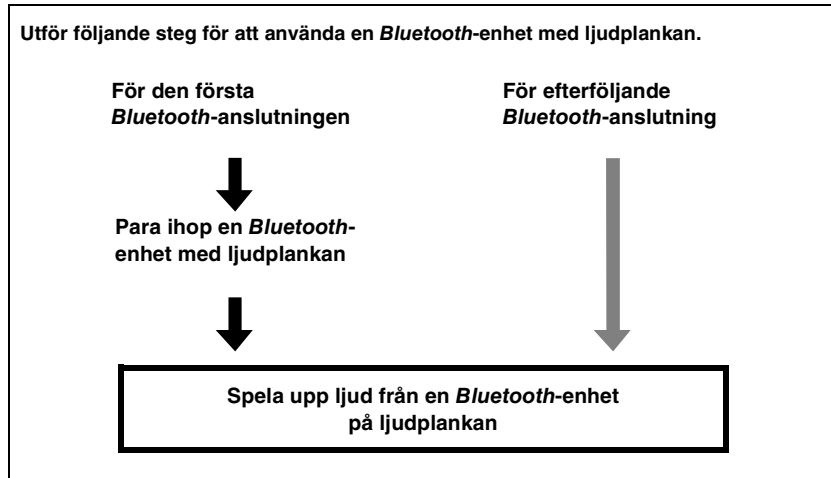 Utför följande steg för att använda en Bluetooth-enhet med ljudplankan.
För den första
Bluetooth-anslutningen
För efterföljande
Bluetooth-anslutning
Para ihop en Bluetooth-
enhet med ljudplankan
Spela upp ljud från en Bluetooth-enhet
på ljudplankan